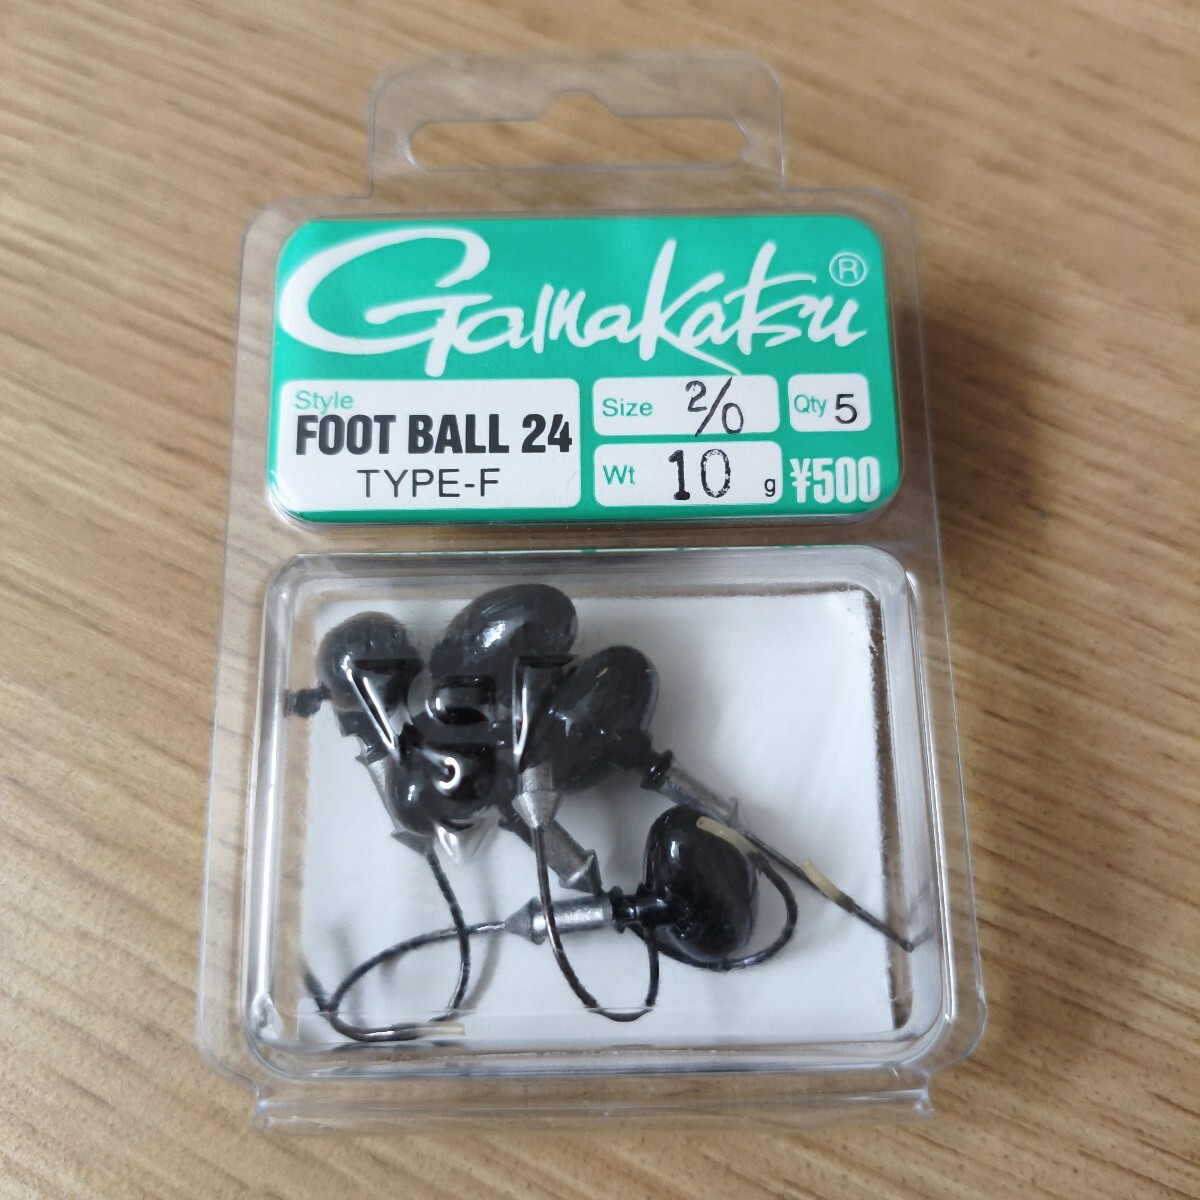 Gamakatsu®
Style
FOOT BALL 24
TYPE-F
Size 2/0
Qty 5
Wt 10 g
¥500